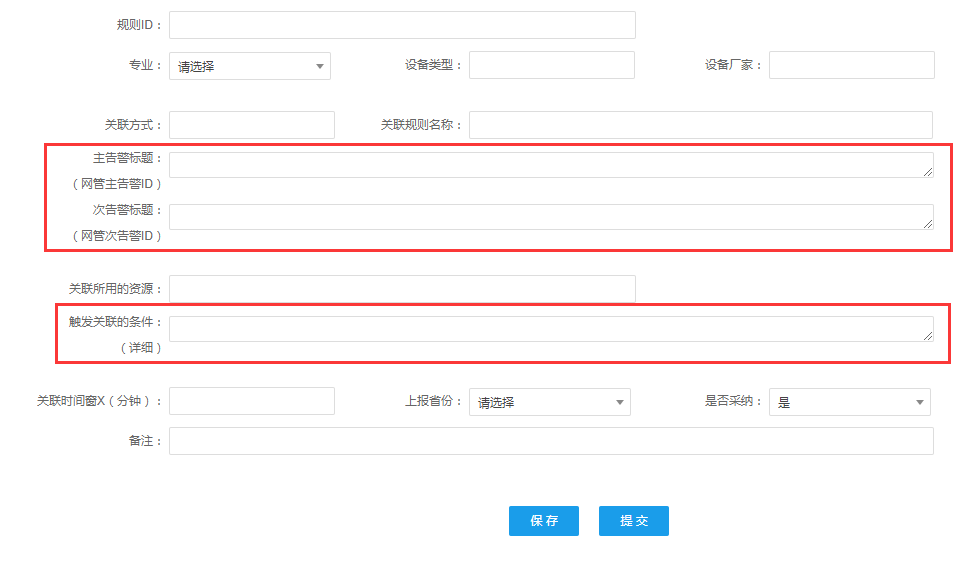 规则ID：
专业： 请选择 设备类型： 设备厂家：
关联方式： 关联规则名称：
主告警标题：
（网管主告警ID）
次告警标题：
（网管次告警ID）
关联所用的资源：
触发关联的条件：
（详细）
关联时间窗X（分钟）： 上报省份： 请选择 是否采纳： 是
备注：
保存 提交